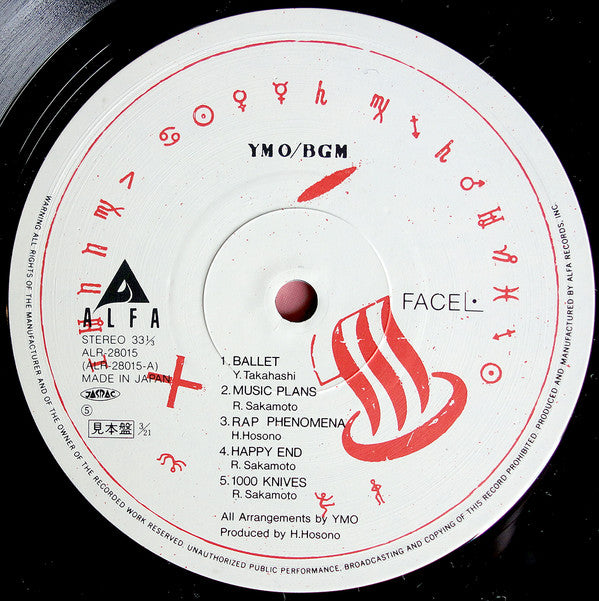 YMO/BGM
ALFA
STEREO 33⅓
ALR-28015
(ALR-28015-A)
MADE IN JAPAN
JASRAC
⑤
見本盤 3/21
FACE L
1. BALLET
Y. Takahashi
2. MUSIC PLANS
R. Sakamoto
3. RAP PHENOMENA
H.Hosono
4. HAPPY END
R. Sakamoto
5. 1000 KNIVES
R. Sakamoto
All Arrangements by YMO
Produced by H.Hosono
WARNING: ALL RIGHTS OF THE MANUFACTURER AND OF THE OWNER OF THE RECORDED WORK RESERVED. UNAUTHORIZED PUBLIC PERFORMANCE, BROADCASTING AND COPYING OF THIS RECORD PROHIBITED. PRODUCED AND MANUFACTURED BY ALFA RECORDS, INC.